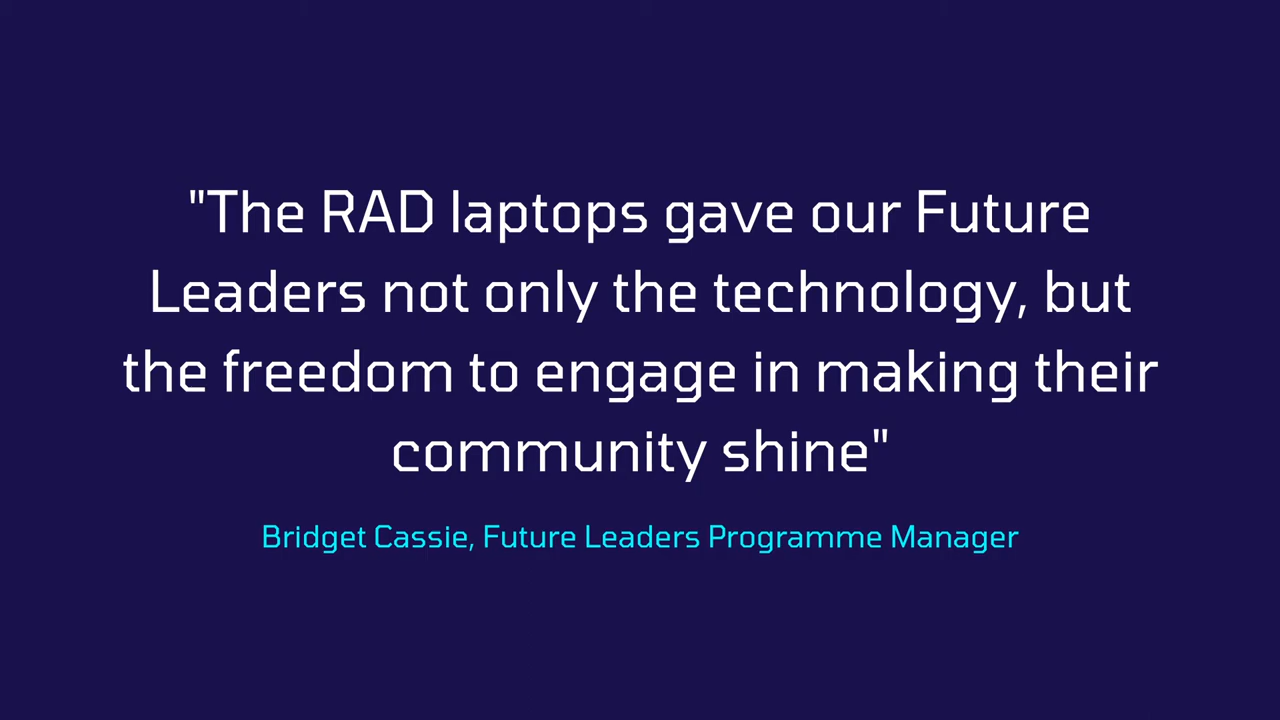 "The RAD laptops gave our Future
Leaders not only the technology, but
the freedom to engage in making their
community shine"
Bridget Cassie, Future Leaders Programme Manager